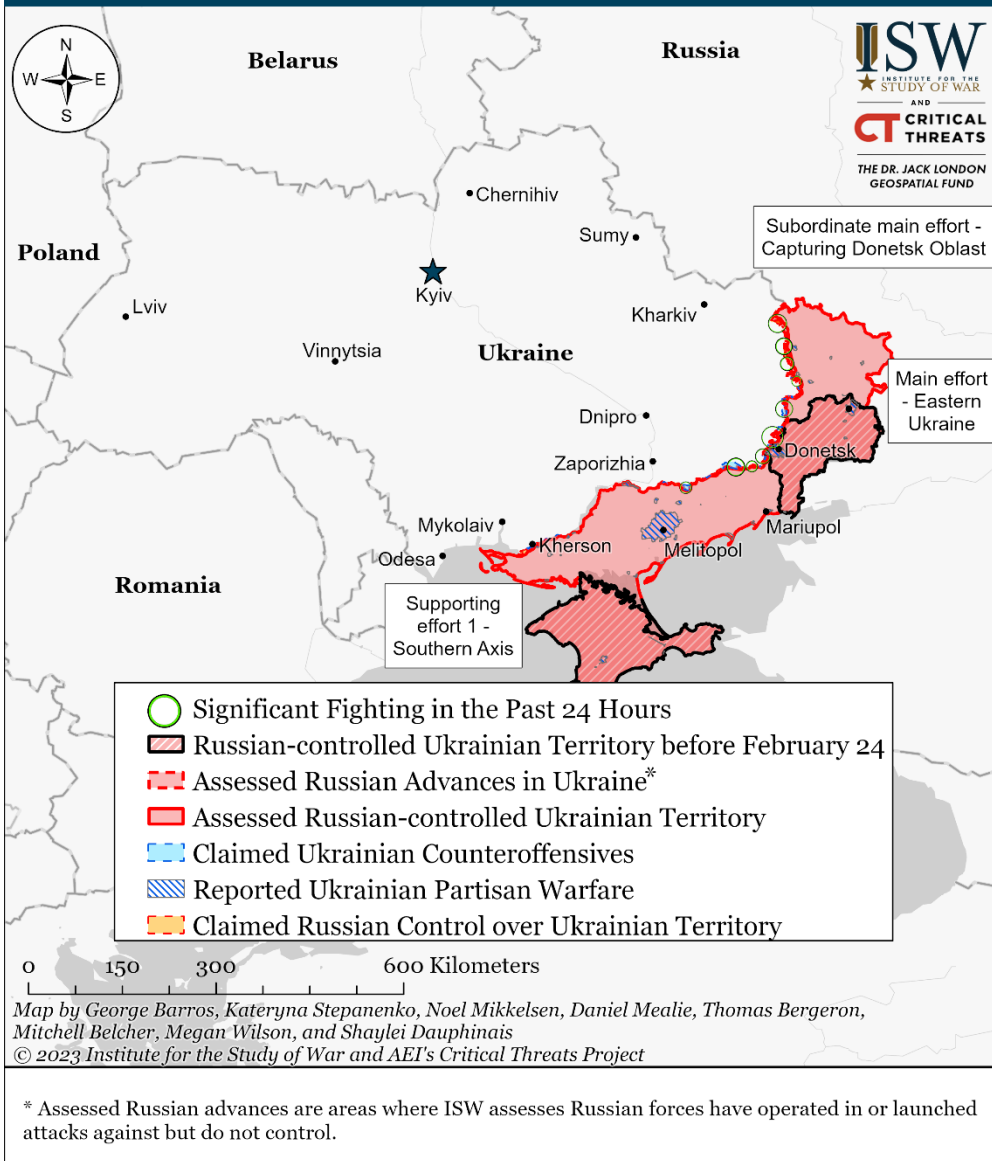 N
W E
S
Belarus
Russia
ISW
INSTITUTE FOR THE
STUDY OF WAR
AND
CT CRITICAL
THREATS
THE DR. JACK LONDON
GEOSPATIAL FUND
Chernihiv
Sumy
Subordinate main effort -
Capturing Donetsk Oblast
Poland
Kyiv
Lviv
Kharkiv
Vinnytsia
Ukraine
Main effort
- Eastern
Ukraine
Dnipro
Donetsk
Zaporizhia
Mykolaiv
Mariupol
Kherson
Melitopol
Odesa
Romania
Supporting
effort 1 -
Southern Axis
Significant Fighting in the Past 24 Hours
Russian-controlled Ukrainian Territory before February 24
Assessed Russian Advances in Ukraine*
Assessed Russian-controlled Ukrainian Territory
Claimed Ukrainian Counteroffensives
Reported Ukrainian Partisan Warfare
Claimed Russian Control over Ukrainian Territory
0 150 300 600 Kilometers
Map by George Barros, Kateryna Stepanenko, Noel Mikkelsen, Daniel Mealie, Thomas Bergeron,
Mitchell Belcher, Megan Wilson, and Shaylei Dauphinais
© 2023 Institute for the Study of War and AEI's Critical Threats Project
* Assessed Russian advances are areas where ISW assesses Russian forces have operated in or launched
attacks against but do not control.